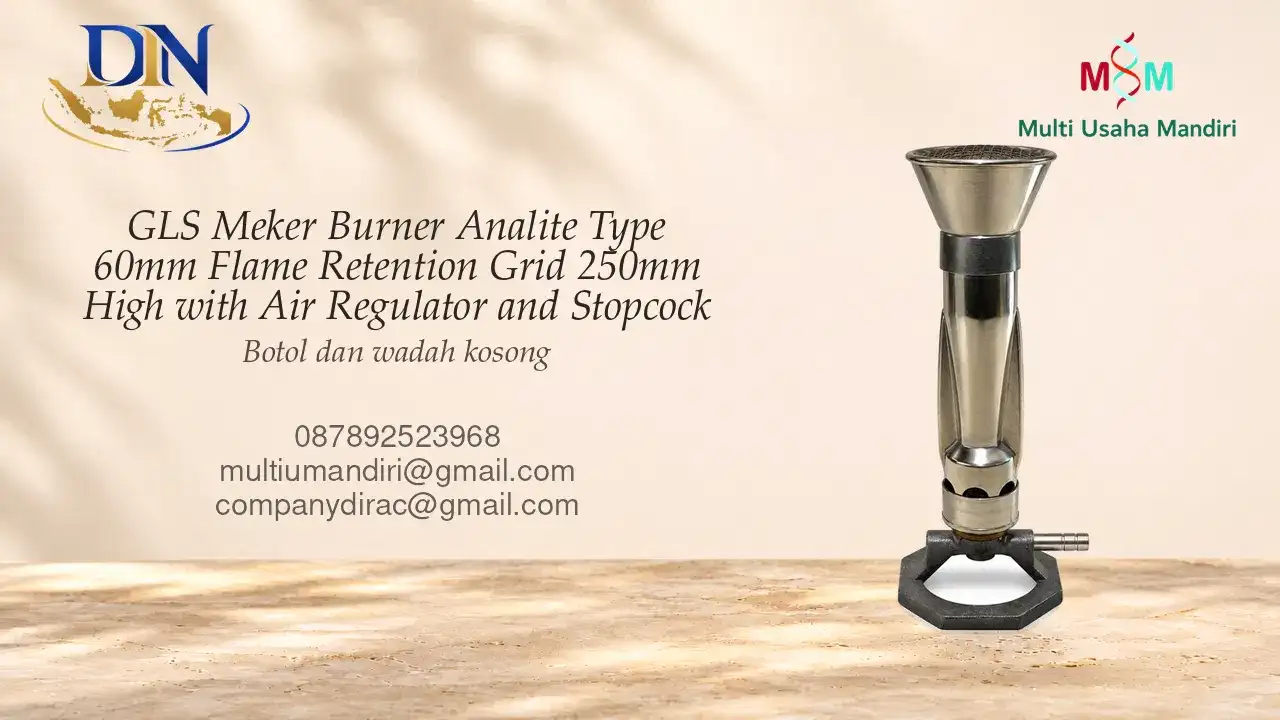 DIN
MSM
Multi Usaha Mandiri
GLS Meker Burner Analite Type
60mm Flame Retention Grid 250mm
High with Air Regulator and Stopcock
Botol dan wadah kosong
087892523968
multiumandiri@gmail.com
companydirac@gmail.com